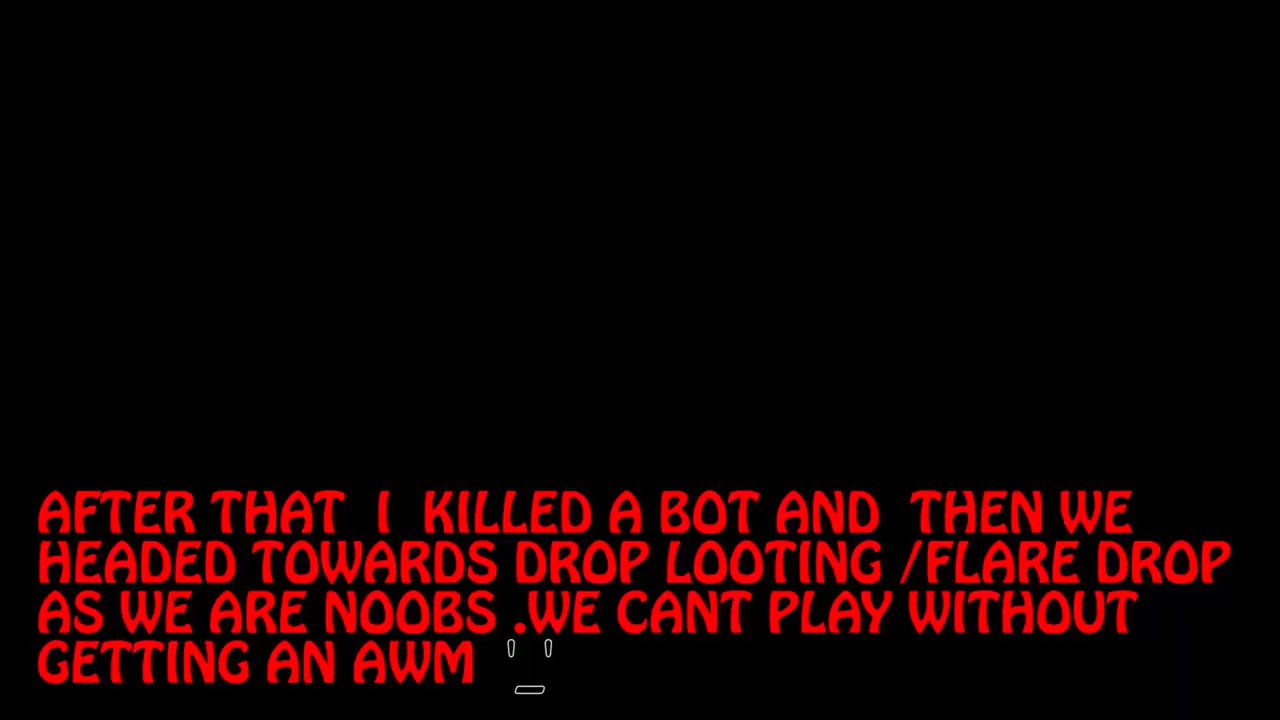 AFTER THAT I KILLED A BOT AND THEN WE
HEADED TOWARDS DROP LOOTING /FLARE DROP
AS WE ARE NOOBS .WE CANT PLAY WITHOUT
GETTING AN AWM